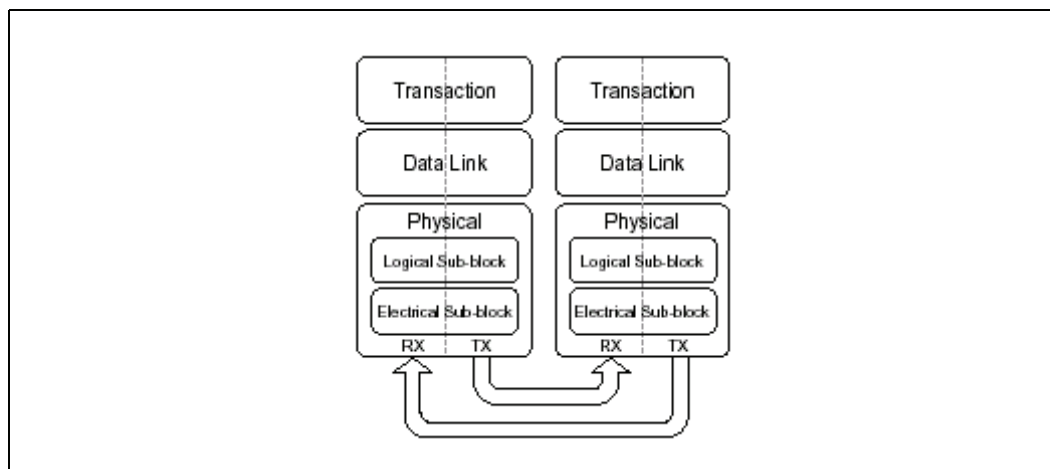 Transaction
Transaction
Data Link
Data Link
Physical
Physical
Logical Sub-block
Logical Sub-block
Electrical Sub-block
Electrical Sub-block
RX TX
RX TX